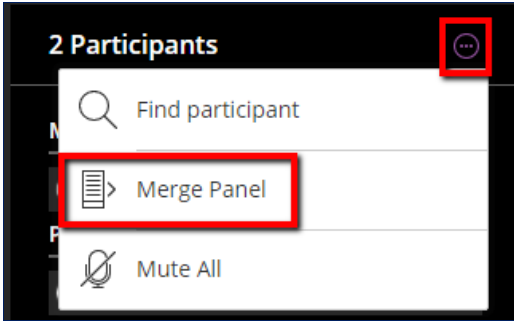 2 Participants
Find participant
M
Merge Panel
P
Mute All